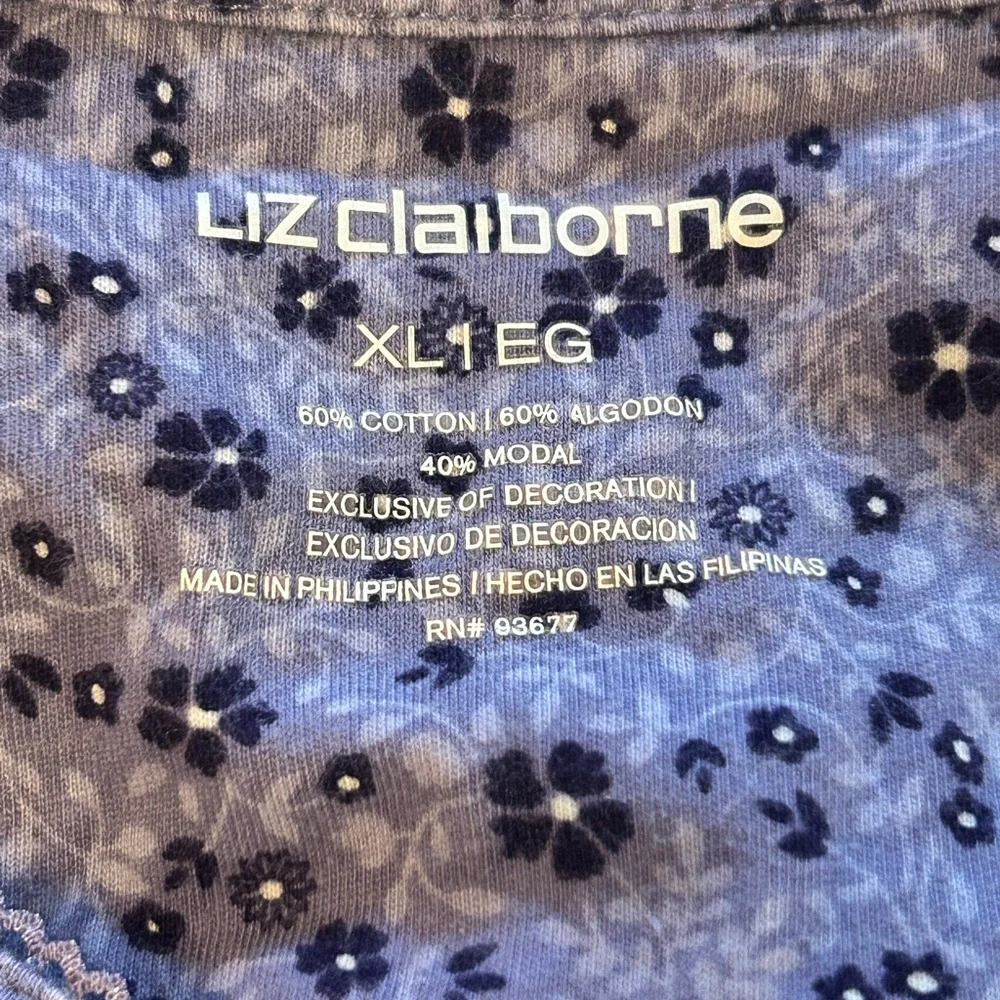 LIZ claiborne
XL | EG
60% COTTON | 60% ALGODON
40% MODAL
EXCLUSIVE OF DECORATION |
EXCLUSIVO DE DECORACION
MADE IN PHILIPPINES / HECHO EN LAS FILIPINAS
RN# 93677